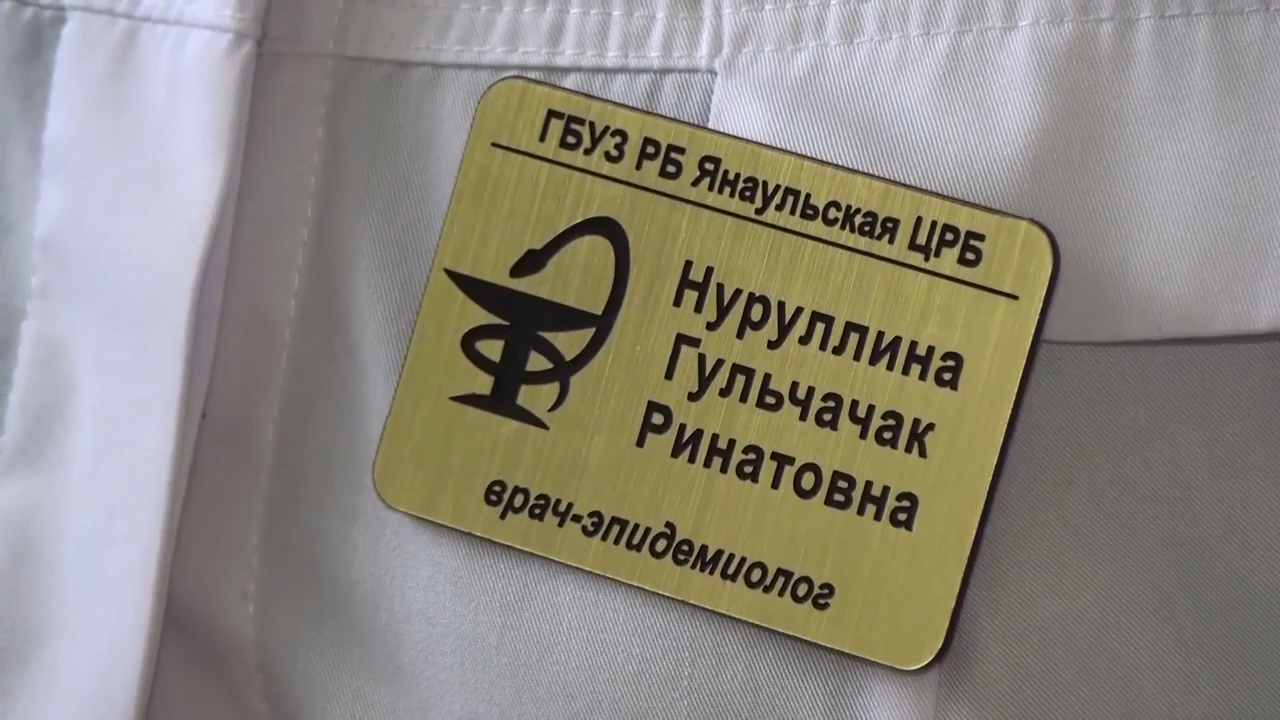 ГБУЗ РБ Янаульская ЦРБ
Нуруллина
Гульчачак
Ринатовна
врач-эпидемиолог